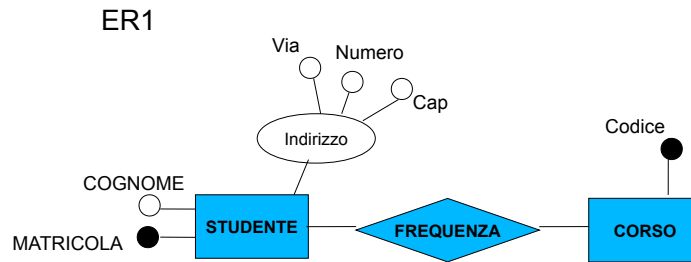 ER1
Via
Numero
Cap
Indirizzo
Codice
COGNOME
MATRICOLA
STUDENTE
FREQUENZA
CORSO